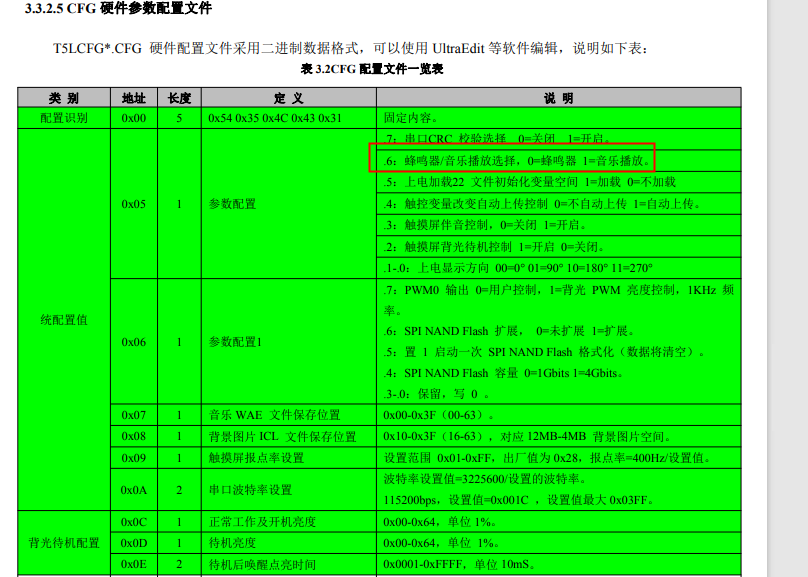 3.3.2.5 CFG 硬件参数配置文件
T5LCFG*.CFG 硬件配置文件采用二进制数据格式，可以使用 UltraEdit 等软件编辑，说明如下表：
表 3.2CFG 配置文件一览表
类 别 地址 长度 定 义 说 明
配置识别 0x00 5 0x54 0x35 0x4C 0x43 0x31 固定内容。
统配置值
0x05 1 参数配置
.7：串口CRC 校验选择 0=关闭 1=开启。
.6：蜂鸣器/音乐播放选择，0=蜂鸣器 1=音乐播放。
.5：上电加载22 文件初始化变量空间 1=加载 0=不加载
.4：触控变量改变自动上传控制 0=不自动上传 1=自动上传。
.3：触摸屏伴音控制，0=关闭 1=开启。
.2：触摸屏背光待机控制 1=开启 0=关闭。
.1-.0：上电显示方向 00=0° 01=90° 10=180° 11=270°
0x06 1 参数配置1
.7：PWM0 输出 0=用户控制，1=背光 PWM 亮度控制，1KHz 频
率。
.6：SPI NAND Flash 扩展， 0=未扩展 1=扩展。
.5：置 1 启动一次 SPI NAND Flash 格式化（数据将清空）。
.4：SPI NAND Flash 容量 0=1Gbits 1=4Gbits。
.3-.0：保留，写 0 。
0x07 1 音乐 WAE 文件保存位置 0x00-0x3F（00-63）。
0x08 1 背景图片 ICL 文件保存位置 0x10-0x3F（16-63），对应 12MB-4MB 背景图片空间。
0x09 1 触摸屏报点率设置 设置范围 0x01-0xFF，出厂值为 0x28，报点率=400Hz/设置值。
0x0A 2 串口波特率设置
波特率设置值=3225600/设置的波特率。
115200bps，设置值=0x001C ，设置值最大 0x03FF。
背光待机配置
0x0C 1 正常工作及开机亮度 0x00-0x64，单位 1%。
0x0D 1 待机亮度 0x00-0x64，单位 1%。
0x0E 2 待机后唤醒点亮时间 0x0001-0xFFFF，单位 10mS。